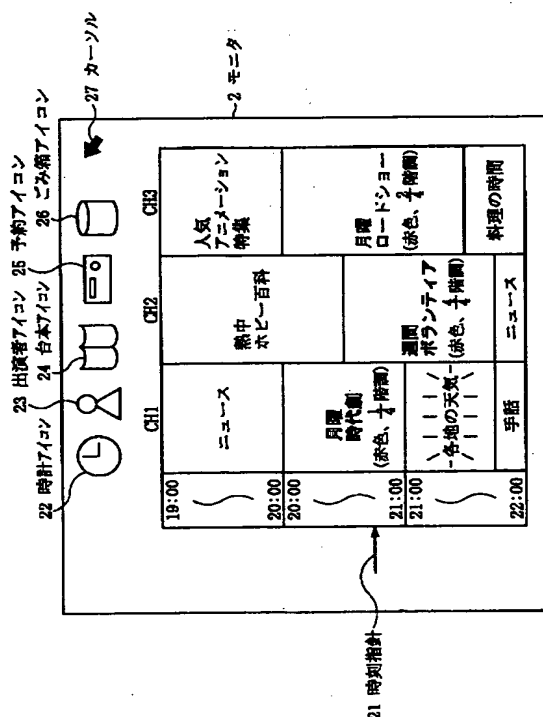 22 時計アイコン
23 出演者アイコン
24 台本アイコン
25 予約アイコン
26 ごみ箱アイコン
27 カーソル
2 モニタ
CH1
CH2
CH3
19:00
20:00
20:00
21:00
21:00
22:00
ニュース
月曜
時代劇
(赤色、1/4階調)
各地の天気
手話
熱中
ホビー百科
週間
ボランティア
(赤色、4/4階調)
ニュース
人気
アニメーション
特集
月曜
ロードショー
(赤色、2/4階調)
料理の時間
21 時刻指針